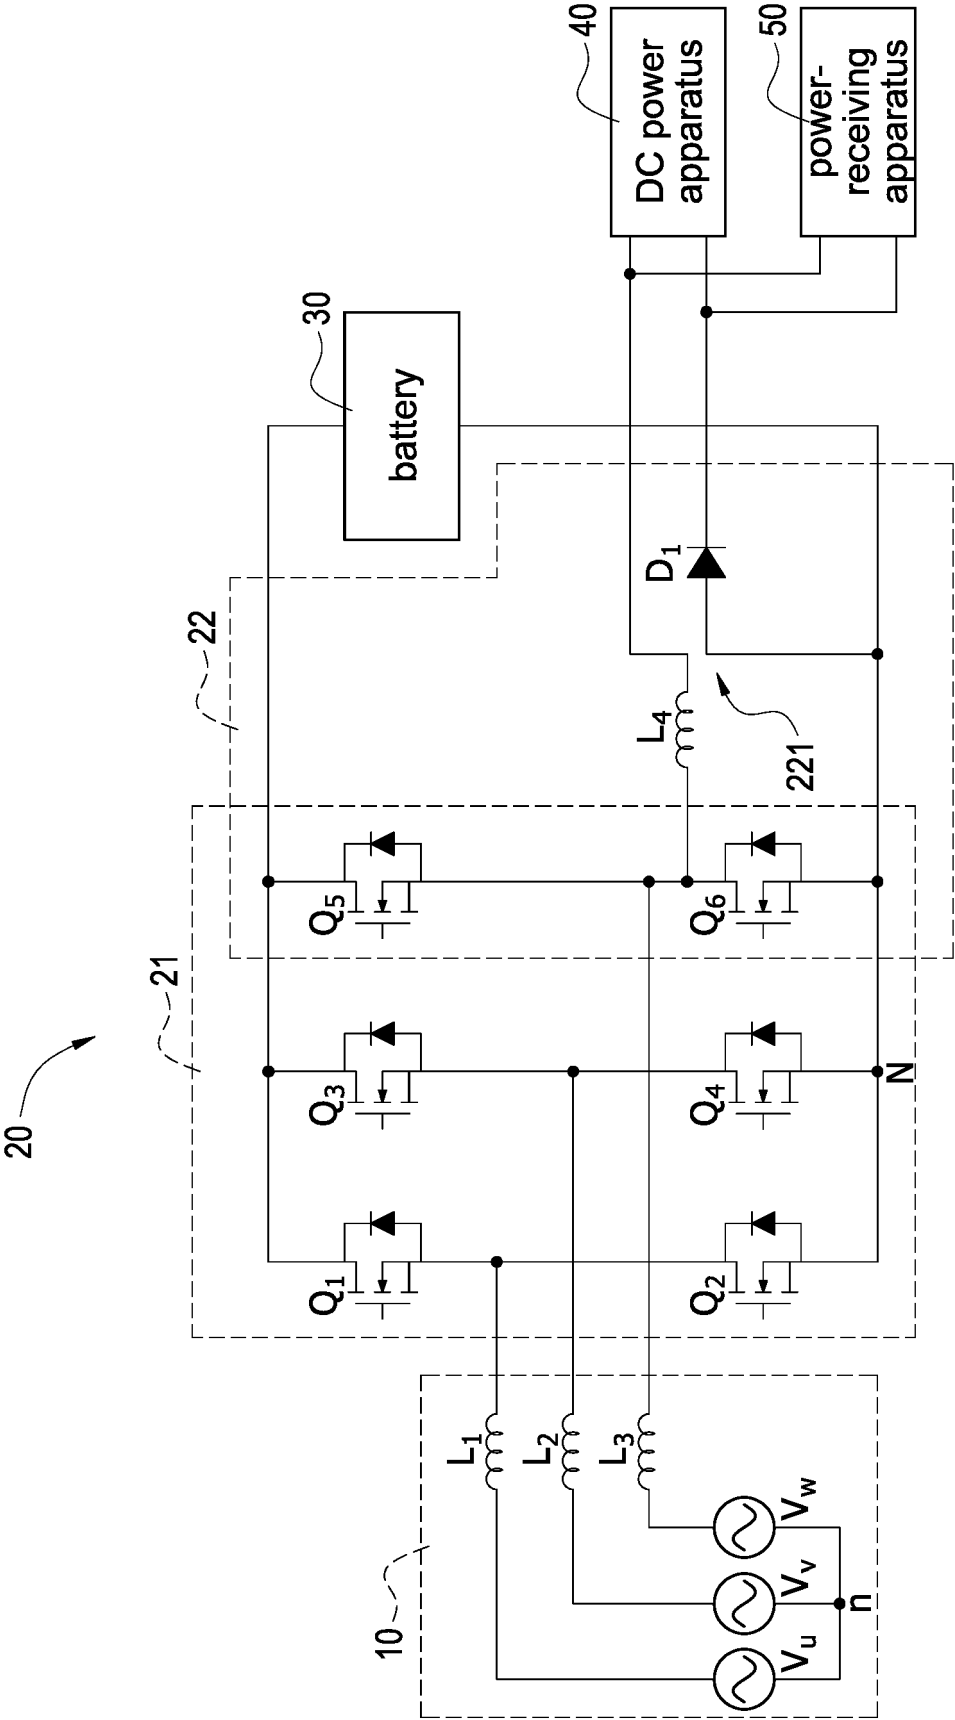 20
10
21
22
30
40
50
battery
DC power
apparatus
power-
receiving
apparatus
Q1
Q3
Q5
L1
L2
L3
L4
D1
221
Q2
Q4
Q6
N
Vu
Vv
Vw
n